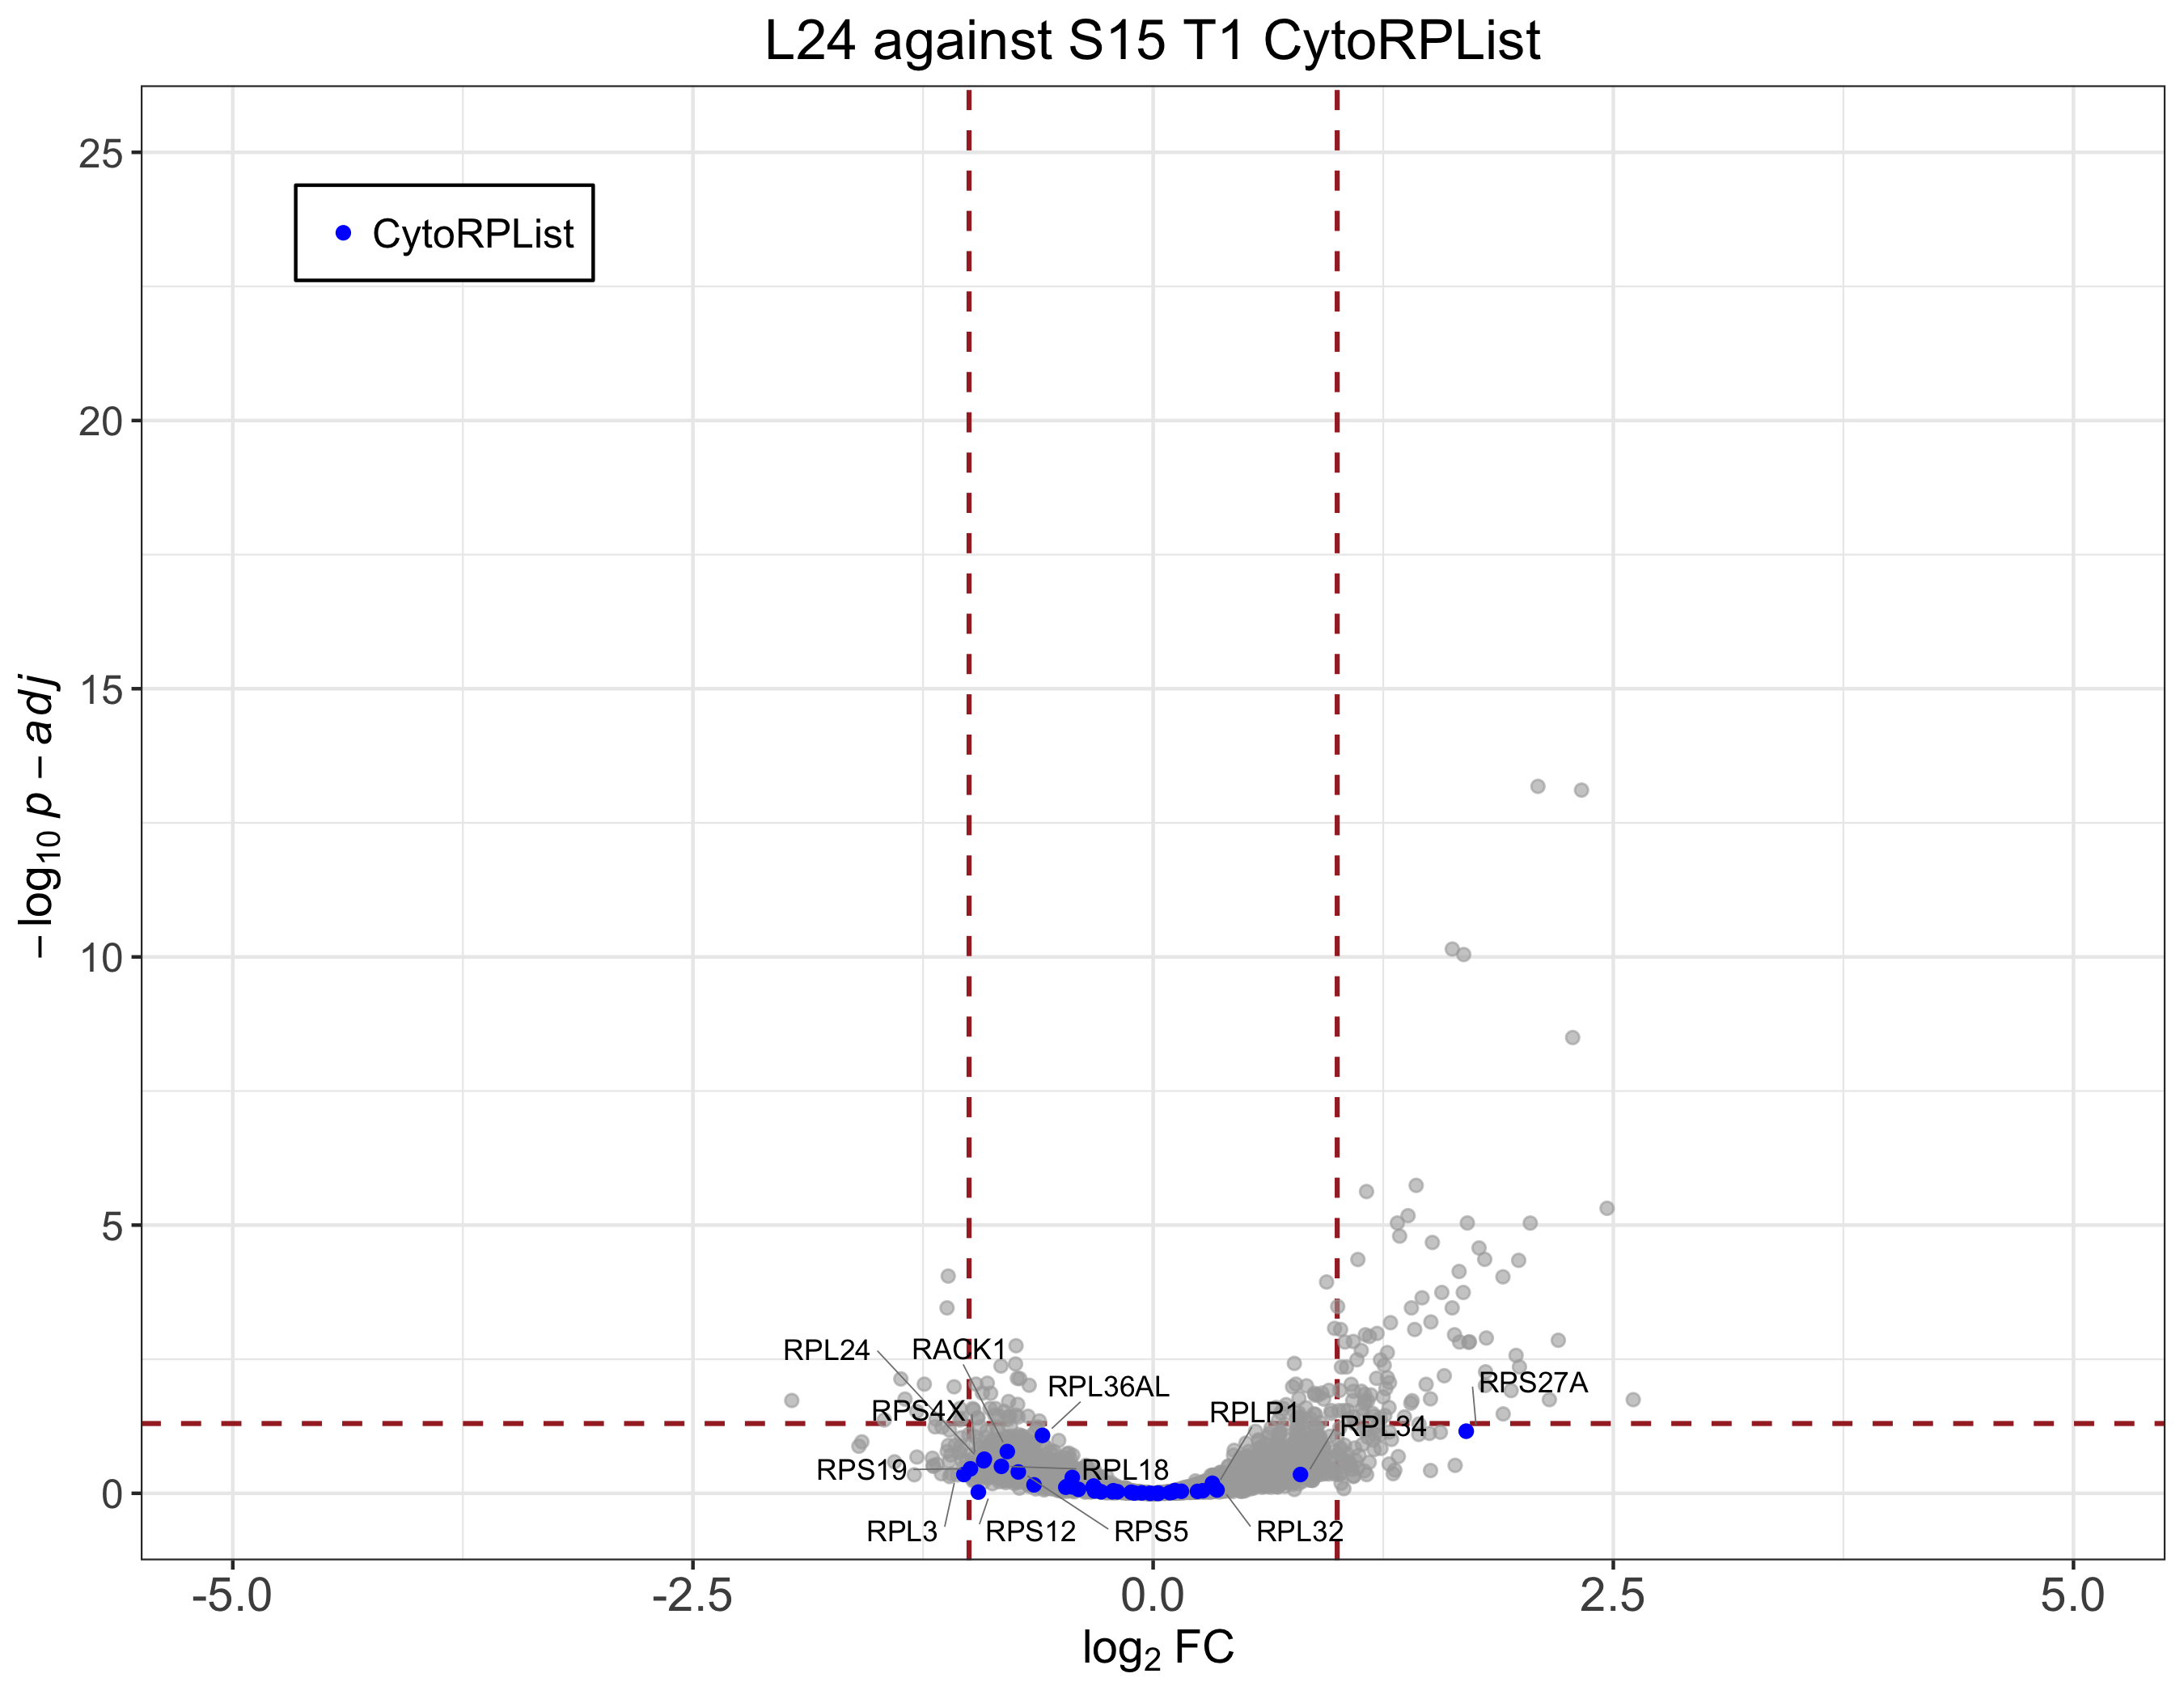 L24 against S15 T1 CytoRPList
CytoRPList
25
20
15
10
5
0
−log10 p − adj
RPL24
RACK1
RPL36AL
RPS27A
RPS4X
RPLP1
RPL34
RPS19
RPL18
RPL3
RPS12
RPS5
RPL32
-5.0
-2.5
0.0
2.5
5.0
log2 FC